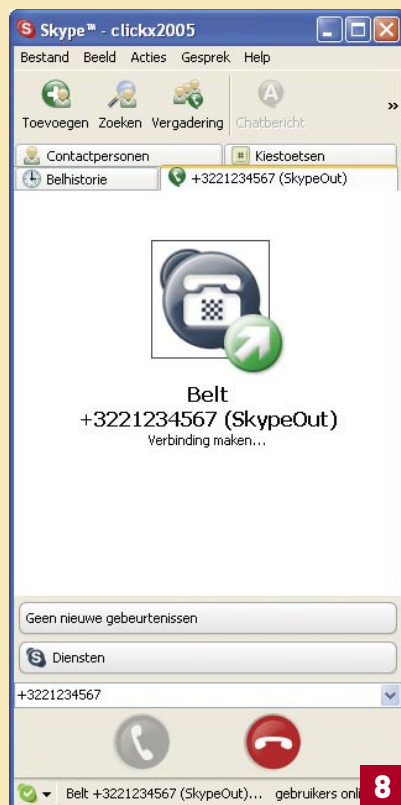 Skype™ - clickx2005
Bestand Beeld Acties Gesprek Help
Toevoegen Zoeken Vergadering Chatbericht »
Contactpersonen Kiestoetsen
Belhistorie +3221234567 (SkypeOut)
Belt
+3221234567 (SkypeOut)
Verbinding maken...
Geen nieuwe gebeurtenissen
Diensten
+3221234567
Belt +3221234567 (SkypeOut)... gebruikers onli
8